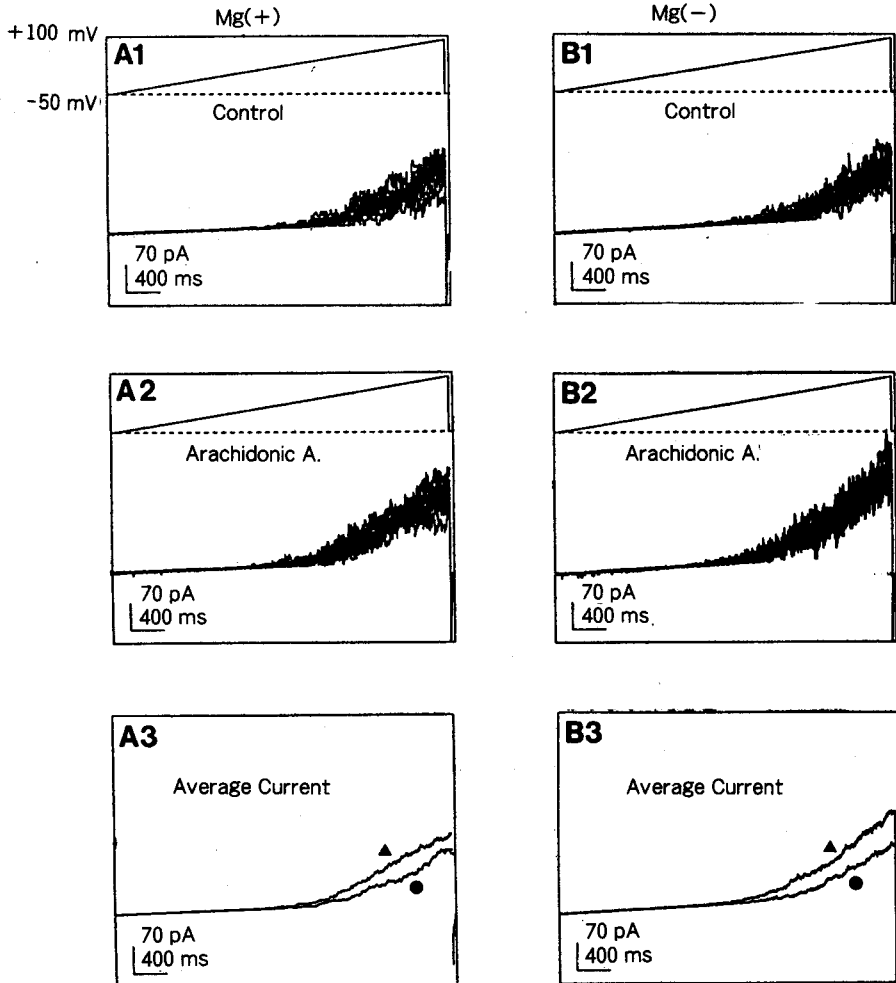 Mg(+)
Mg(−)
+100 mV
-50 mV
A1
Control
70 pA
400 ms
B1
Control
70 pA
400 ms
A2
Arachidonic A.
70 pA
400 ms
B2
Arachidonic A.
70 pA
400 ms.
A3
Average Current
▲
●
70 pA
400 ms
B3
Average Current
▲
●
70 pA
400 ms